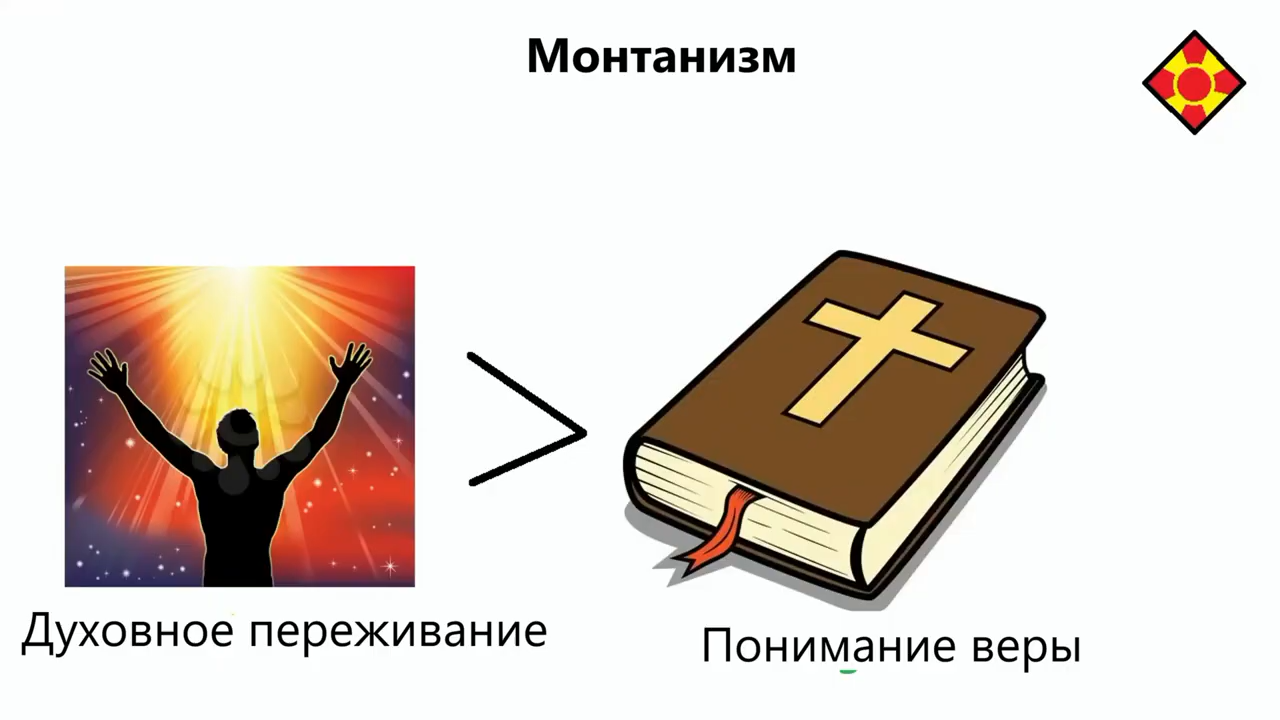 Монтанизм
Духовное переживание
Понимание веры